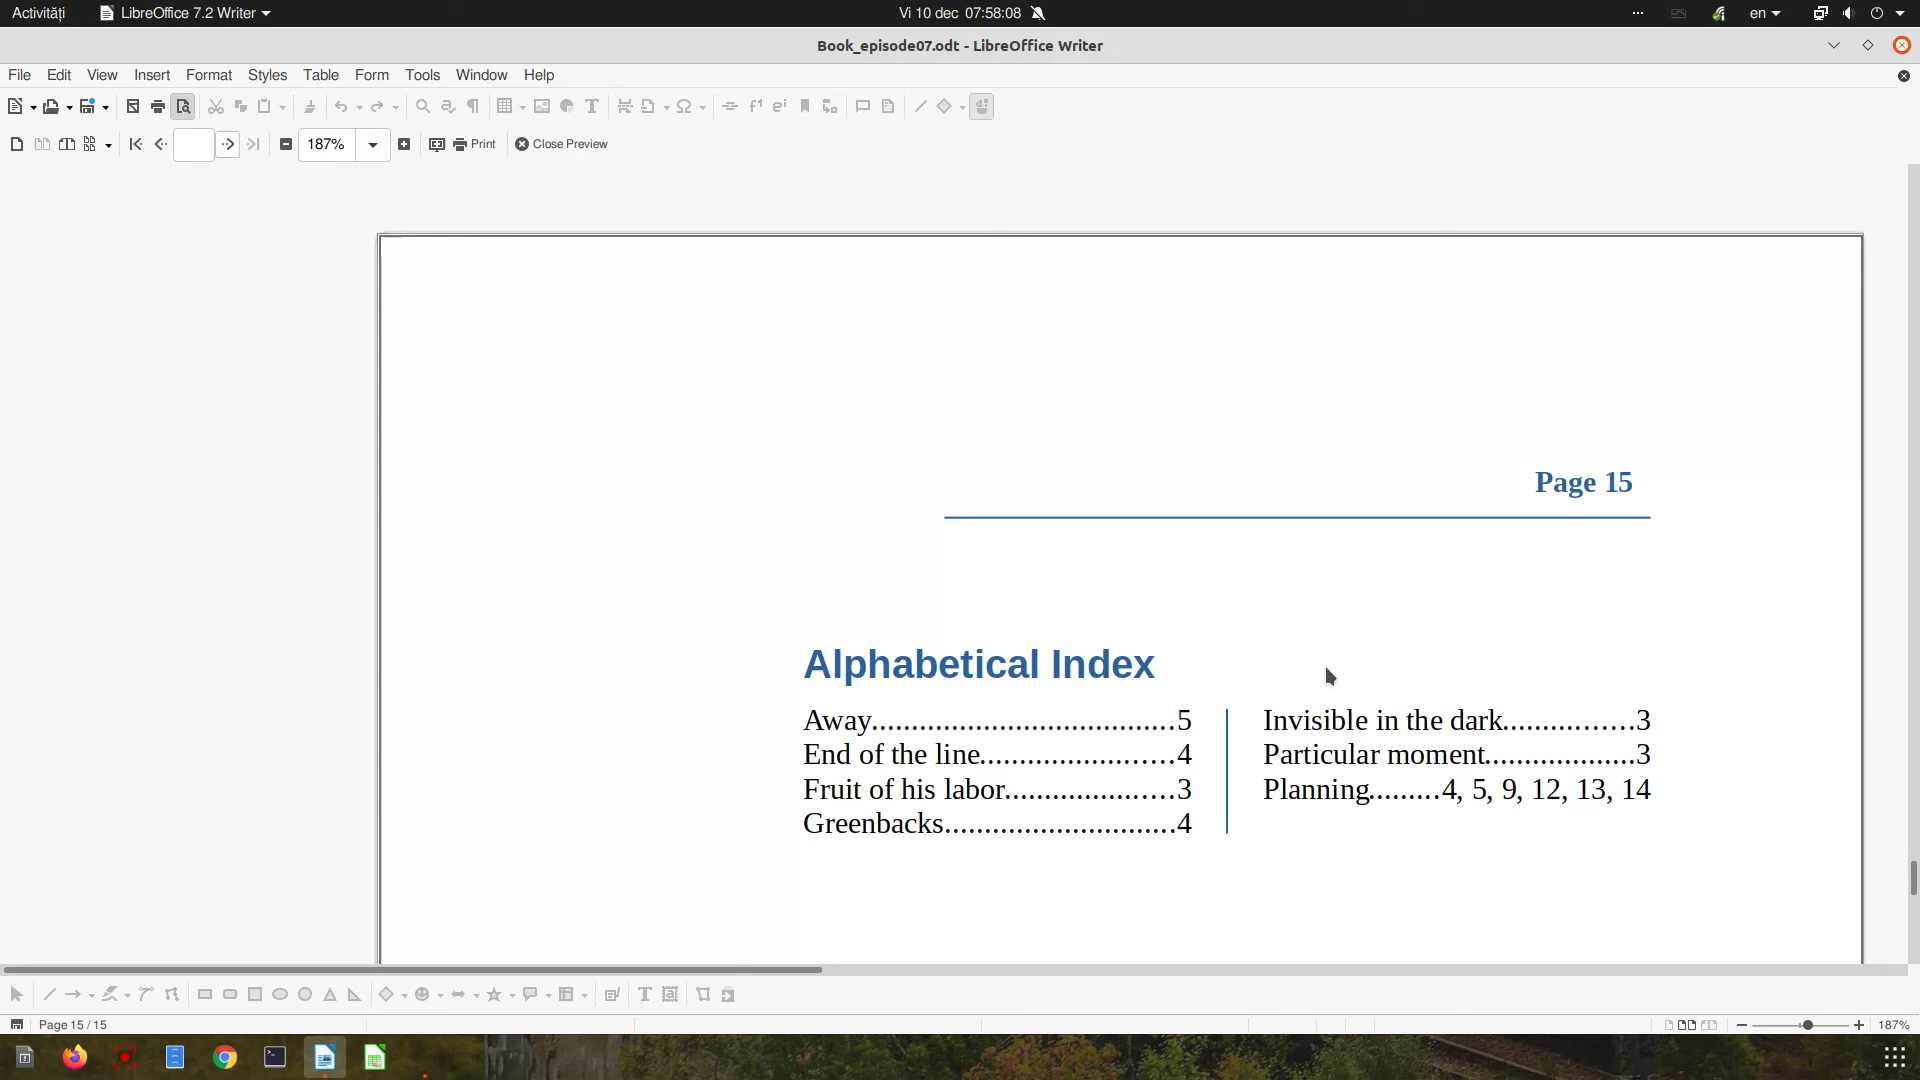 Activități LibreOffice 7.2 Writer Vi 10 dec 07:58:08 en
Book_episode07.odt - LibreOffice Writer
File Edit View Insert Format Styles Table Form Tools Window Help
187% Print Close Preview
Page 15
Alphabetical Index
Away....................................5
End of the line.........................4
Fruit of his labor......................3
Greenbacks.............................4
Invisible in the dark................3
Particular moment...................3
Planning.........4, 5, 9, 12, 13, 14
Page 15 / 15 187%